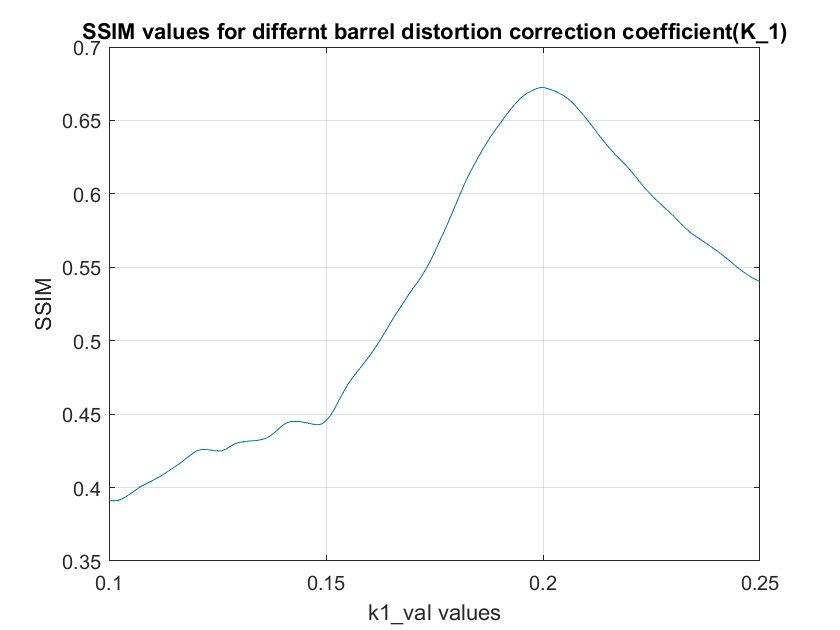 SSIM values for differnt barrel distortion correction coefficient(K_1)
0.7
0.65
0.6
0.55
0.5
0.45
0.4
0.35
SSIM
0.1 0.15 0.2 0.25
k1_val values